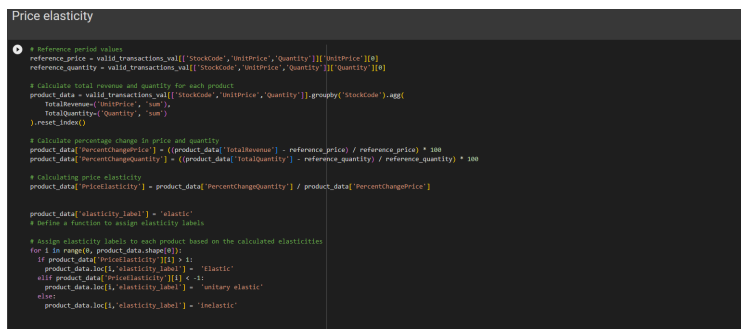 Price elasticity
# Reference period values
reference_price = valid_transactions_val[['StockCode','UnitPrice','Quantity']]['UnitPrice'][0]
reference_quantity = valid_transactions_val[['StockCode','UnitPrice','Quantity']]['Quantity'][0]
# Calculate total revenue and quantity for each product
product_data = valid_transactions_val[['StockCode','UnitPrice','Quantity']].groupby('StockCode').agg(
    TotalRevenue=('UnitPrice', 'sum'),
    TotalQuantity=('Quantity', 'sum')
).reset_index()
# Calculate percentage change in price and quantity
product_data['PercentChangePrice'] = ((product_data['TotalRevenue'] - reference_price) / reference_price) * 100
product_data['PercentChangeQuantity'] = ((product_data['TotalQuantity'] - reference_quantity) / reference_quantity) * 100
# Calculating price elasticity
product_data['PriceElasticity'] = product_data['PercentChangeQuantity'] / product_data['PercentChangePrice']
product_data['elasticity_label'] = 'elastic'
# Define a function to assign elasticity labels
# Assign elasticity labels to each product based on the calculated elasticities
for i in range(0, product_data.shape[0]):
  if product_data['PriceElasticity'][i] > 1:
    product_data.loc[i,'elasticity_label'] =  'Elastic'
  elif product_data['PriceElasticity'][i] < -1:
    product_data.loc[i,'elasticity_label'] =  'unitary elastic'
  else:
    product_data.loc[i,'elasticity_label'] = 'inelastic'